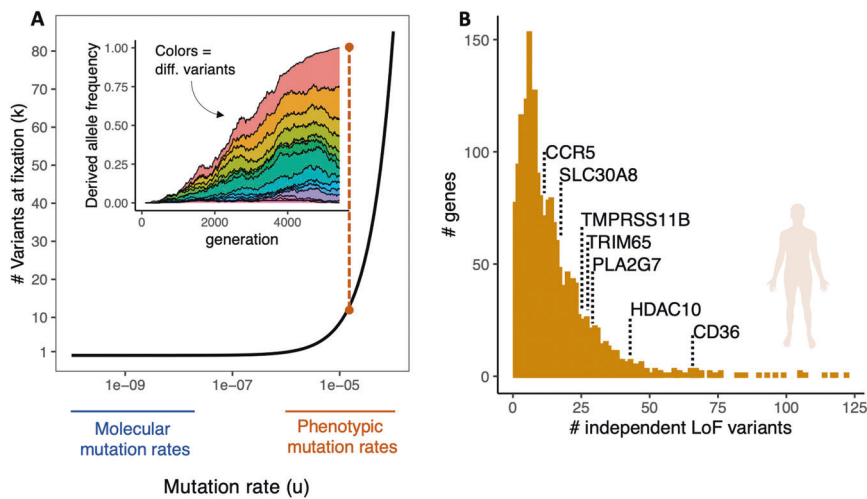 A
# Variants at fixation (k)
80
70
60
50
40
30
20
10
1
Derived allele frequency
1.00
0.75
0.50
0.25
0.00
Colors =
diff. variants
0
2000
4000
generation
1e-09
1e-07
1e-05
Molecular
mutation rates
Phenotypic
mutation rates
Mutation rate (u)
B
# genes
150
100
50
0
CCR5
SLC30A8
TMPRSS11B
TRIM65
PLA2G7
HDAC10
CD36
0
25
50
75
100
125
# independent LoF variants